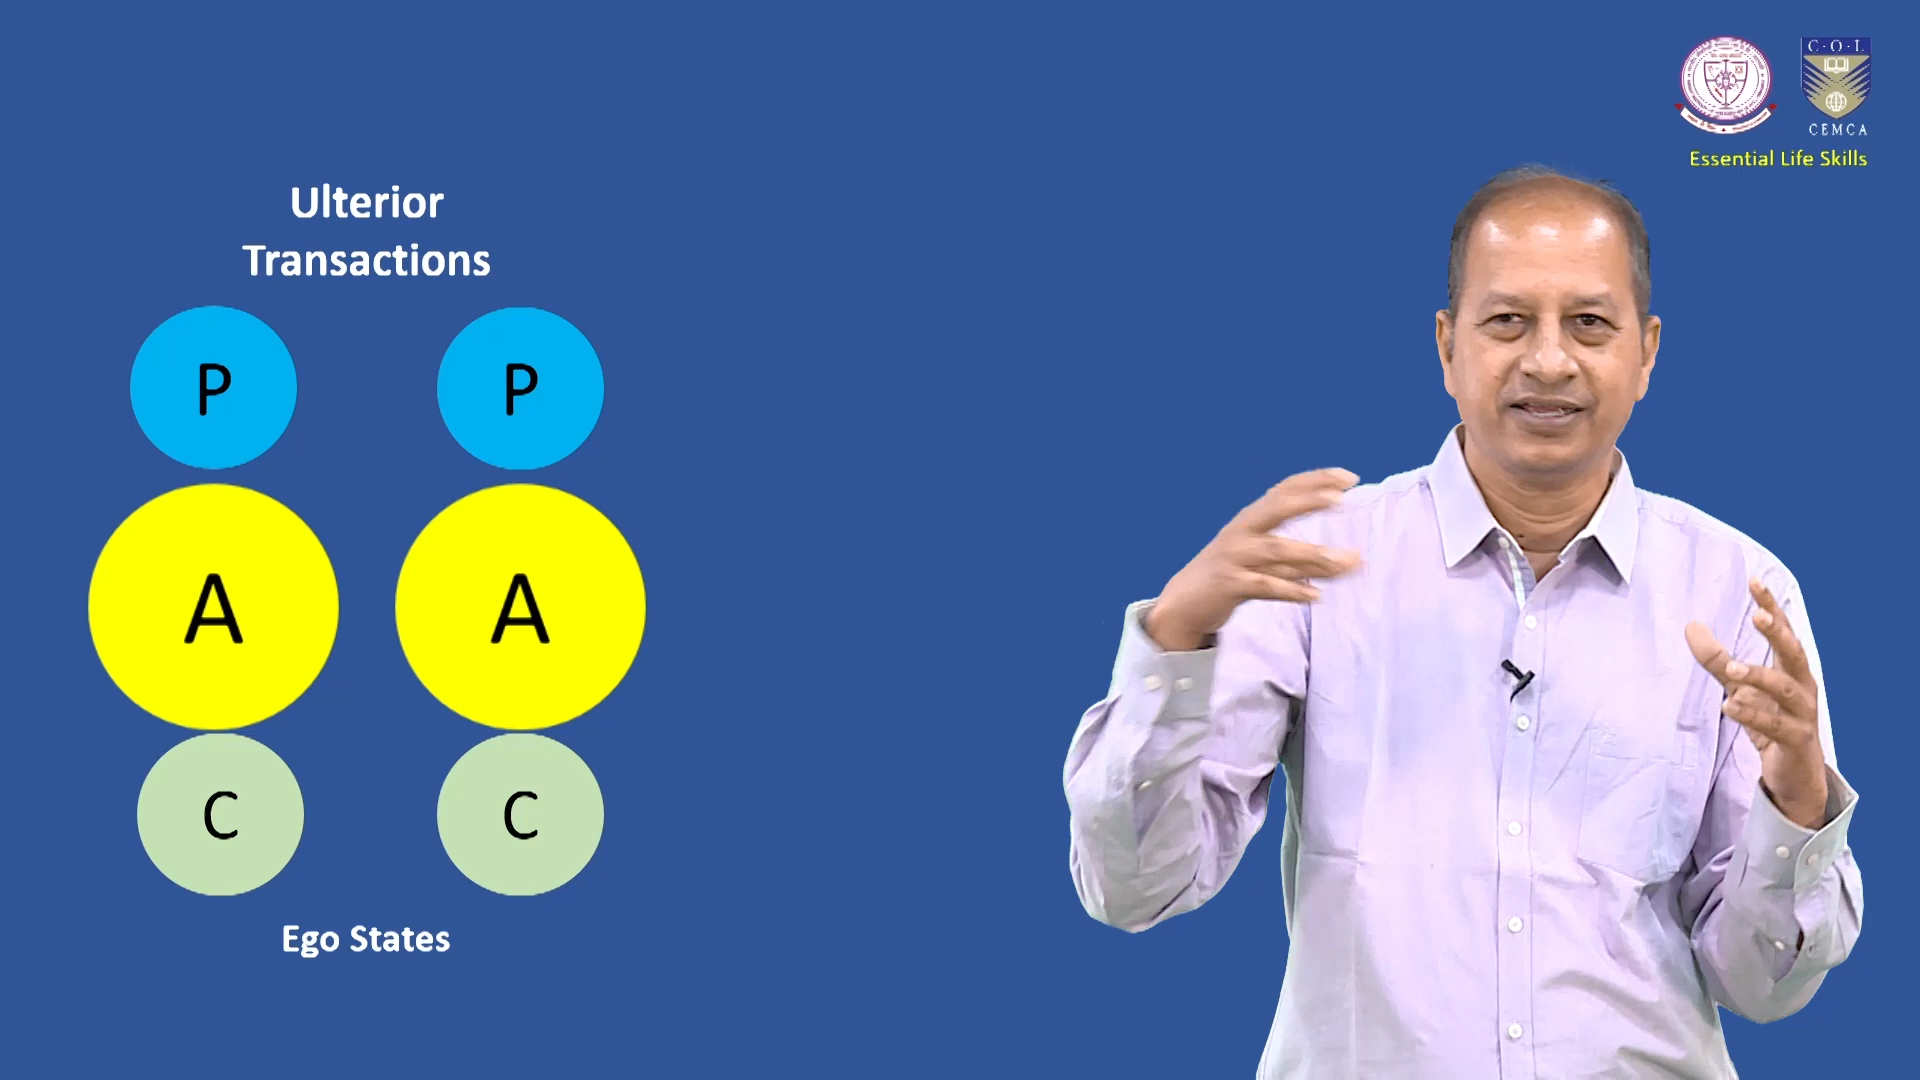 C·O·L
CEMCA
Essential Life Skills
Ulterior
Transactions
P P
A A
C C
Ego States